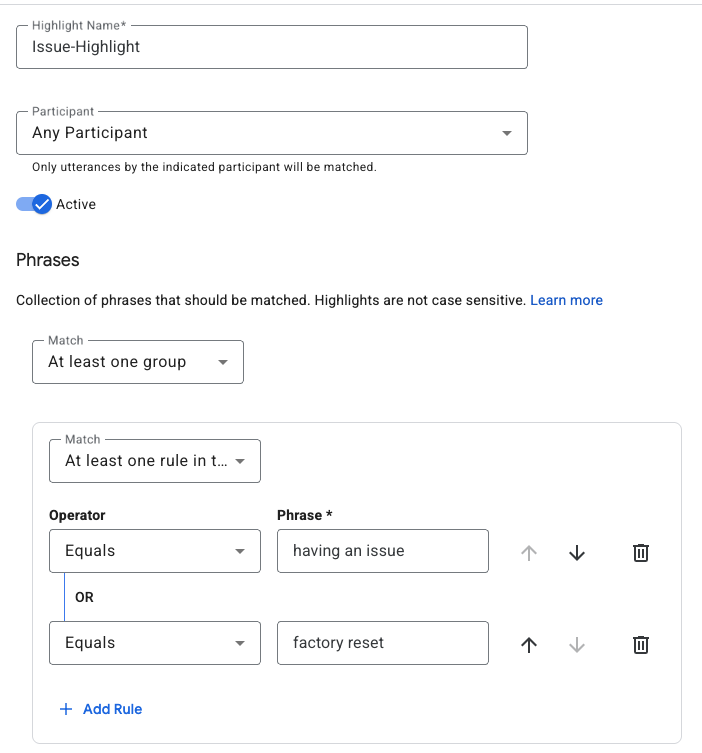 Highlight Name*
Issue-Highlight
Participant
Any Participant
Only utterances by the indicated participant will be matched.
Active
Phrases
Collection of phrases that should be matched. Highlights are not case sensitive. Learn more
Match
At least one group
Match
At least one rule in t...
Operator Phrase *
Equals having an issue
OR
Equals factory reset
+ Add Rule